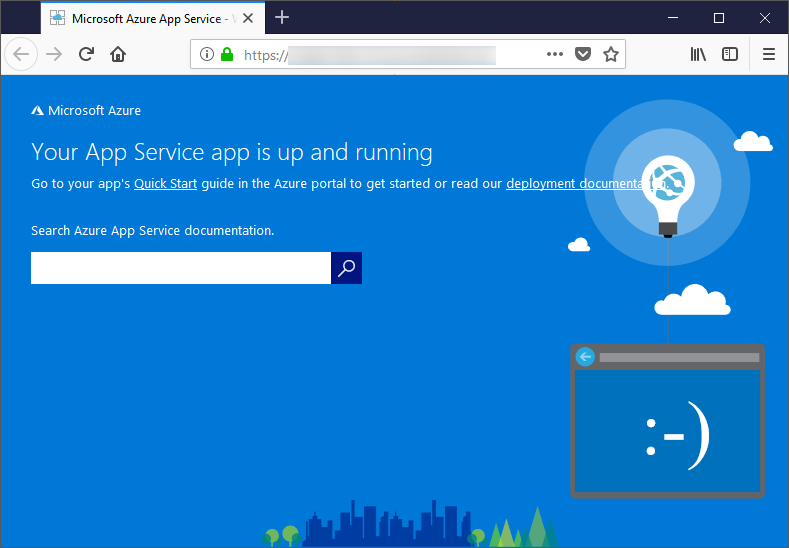 Microsoft Azure App Service - 
https://
Microsoft Azure
Your App Service app is up and running
Go to your app's Quick Start guide in the Azure portal to get started or read our deployment documentation.
Search Azure App Service documentation.
:-)